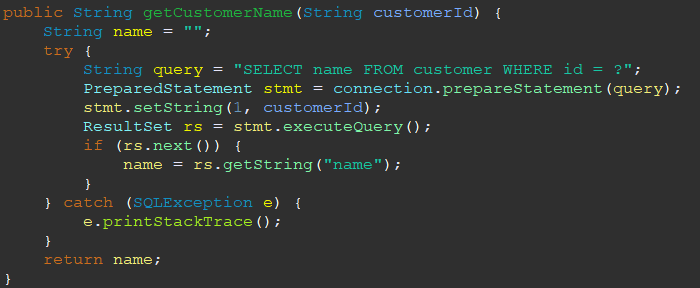 public String getCustomerName(String customerId) {
    String name = "";
    try {
        String query = "SELECT name FROM customer WHERE id = ?";
        PreparedStatement stmt = connection.prepareStatement(query);
        stmt.setString(1, customerId);
        ResultSet rs = stmt.executeQuery();
        if (rs.next()) {
            name = rs.getString("name");
        }
    } catch (SQLException e) {
        e.printStackTrace();
    }
    return name;
}